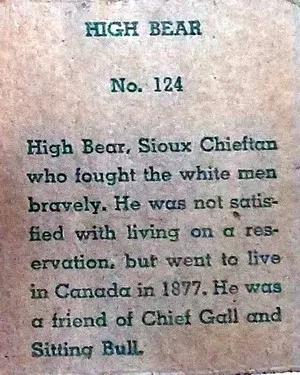 HIGH BEAR
No. 124
High Bear, Sioux Chieftan
who fought the white men
bravely. He was not satis-
fied with living on a res-
ervation, but went to live
in Canada in 1877. He was
a friend of Chief Gall and
Sitting Bull.